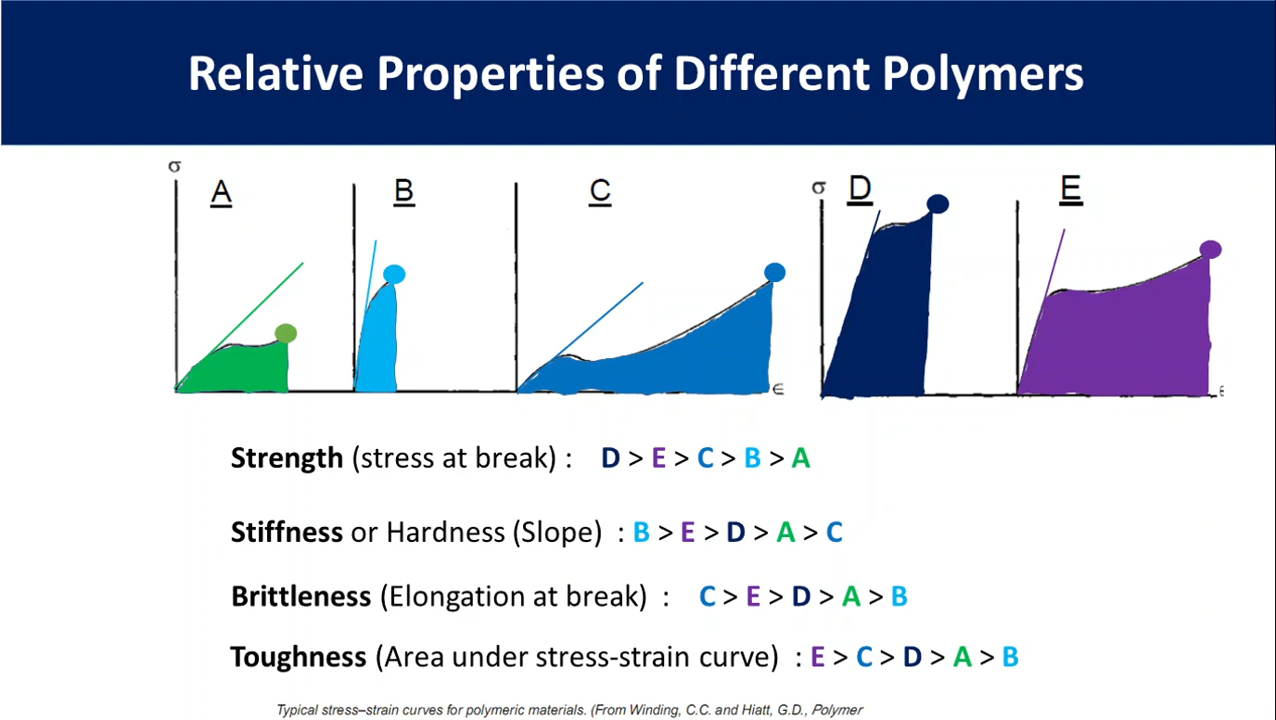 Relative Properties of Different Polymers
σ A B C σ D E
ϵ ε
Strength (stress at break) : D > E > C > B > A
Stiffness or Hardness (Slope) : B > E > D > A > C
Brittleness (Elongation at break) : C > E > D > A > B
Toughness (Area under stress-strain curve) : E > C > D > A > B
Typical stress–strain curves for polymeric materials. (From Winding, C.C. and Hiatt, G.D., Polymer